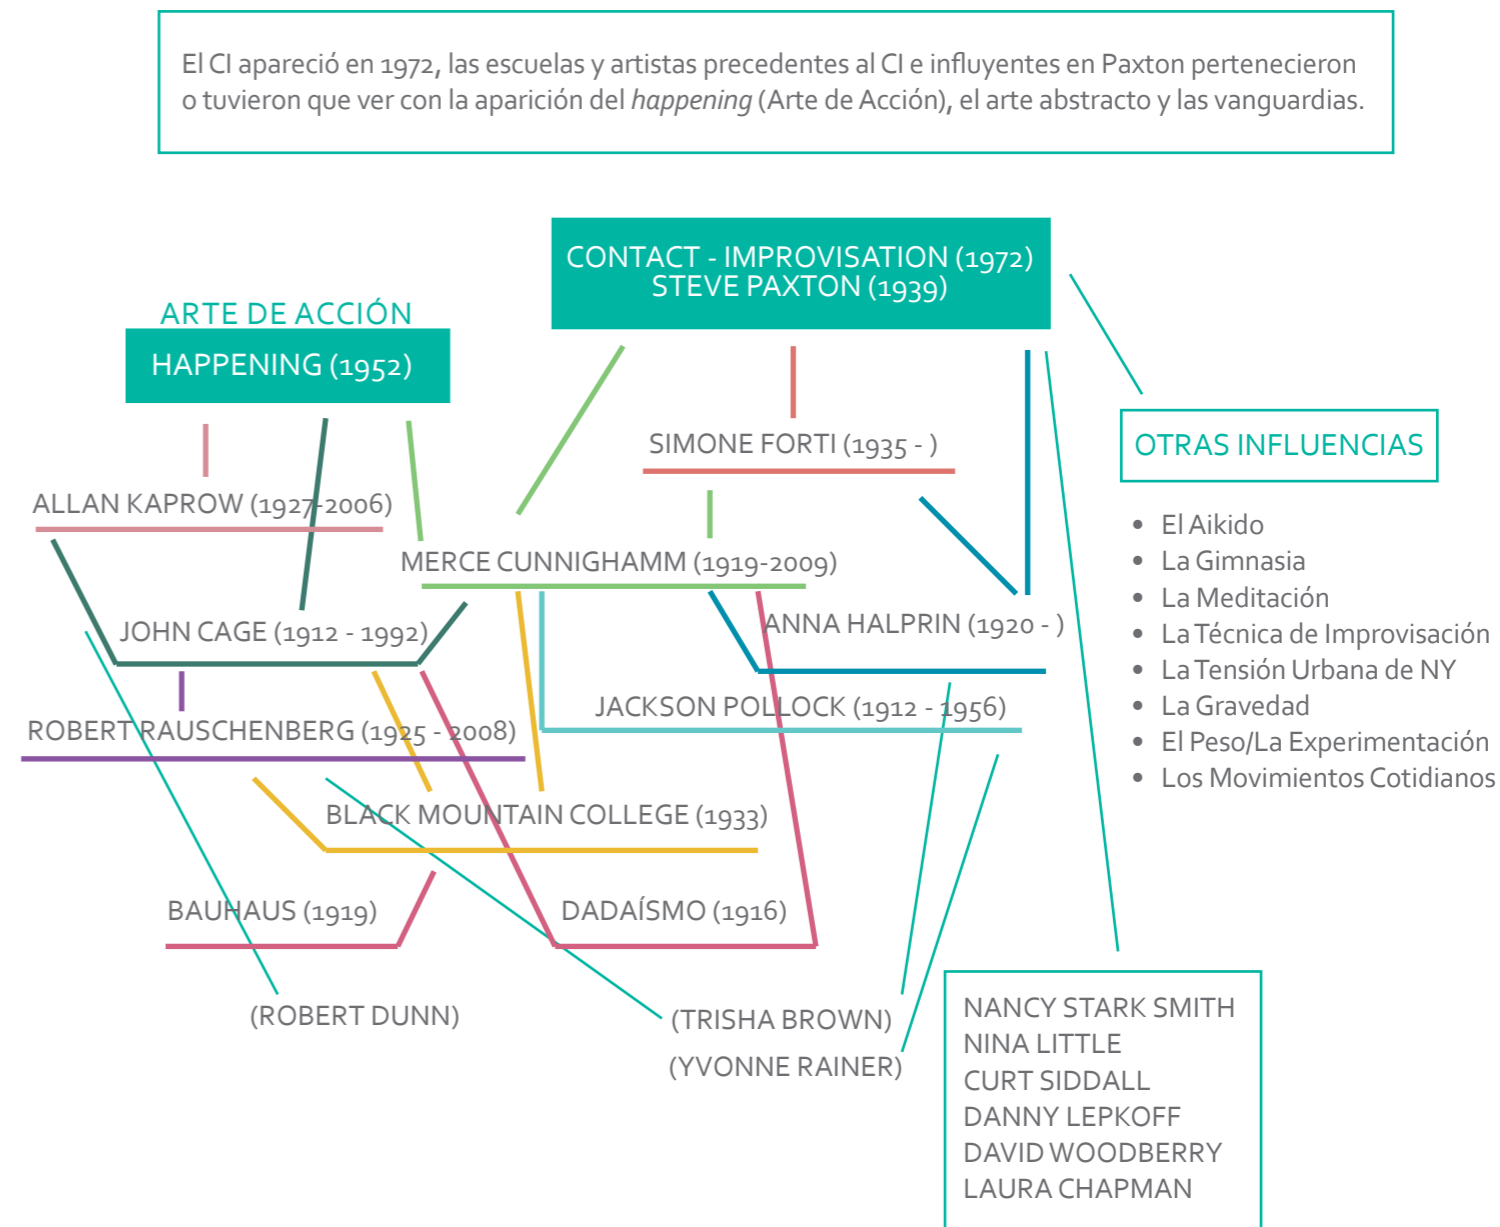 El CI apareció en 1972, las escuelas y artistas precedentes al CI e influyentes en Paxton pertenecieron
o tuvieron que ver con la aparición del happening (Arte de Acción), el arte abstracto y las vanguardias.
CONTACT - IMPROVISATION (1972)
STEVE PAXTON (1939)
ARTE DE ACCIÓN
HAPPENING (1952)
SIMONE FORTI (1935 - )
OTRAS INFLUENCIAS
ALLAN KAPROW (1927-2006)
MERCE CUNNIGHAMM (1919-2009)
JOHN CAGE (1912 - 1992)
ANNA HALPRIN (1920 - )
JACKSON POLLOCK (1912 - 1956)
ROBERT RAUSCHENBERG (1925 - 2008)
BLACK MOUNTAIN COLLEGE (1933)
BAUHAUS (1919)
DADAÍSMO (1916)
(ROBERT DUNN)
(TRISHA BROWN)
(YVONNE RAINER)
• El Aikido
• La Gimnasia
• La Meditación
• La Técnica de Improvisación
• La Tensión Urbana de NY
• La Gravedad
• El Peso/La Experimentación
• Los Movimientos Cotidianos
NANCY STARK SMITH
NINA LITTLE
CURT SIDDALL
DANNY LEPKOFF
DAVID WOODBERRY
LAURA CHAPMAN